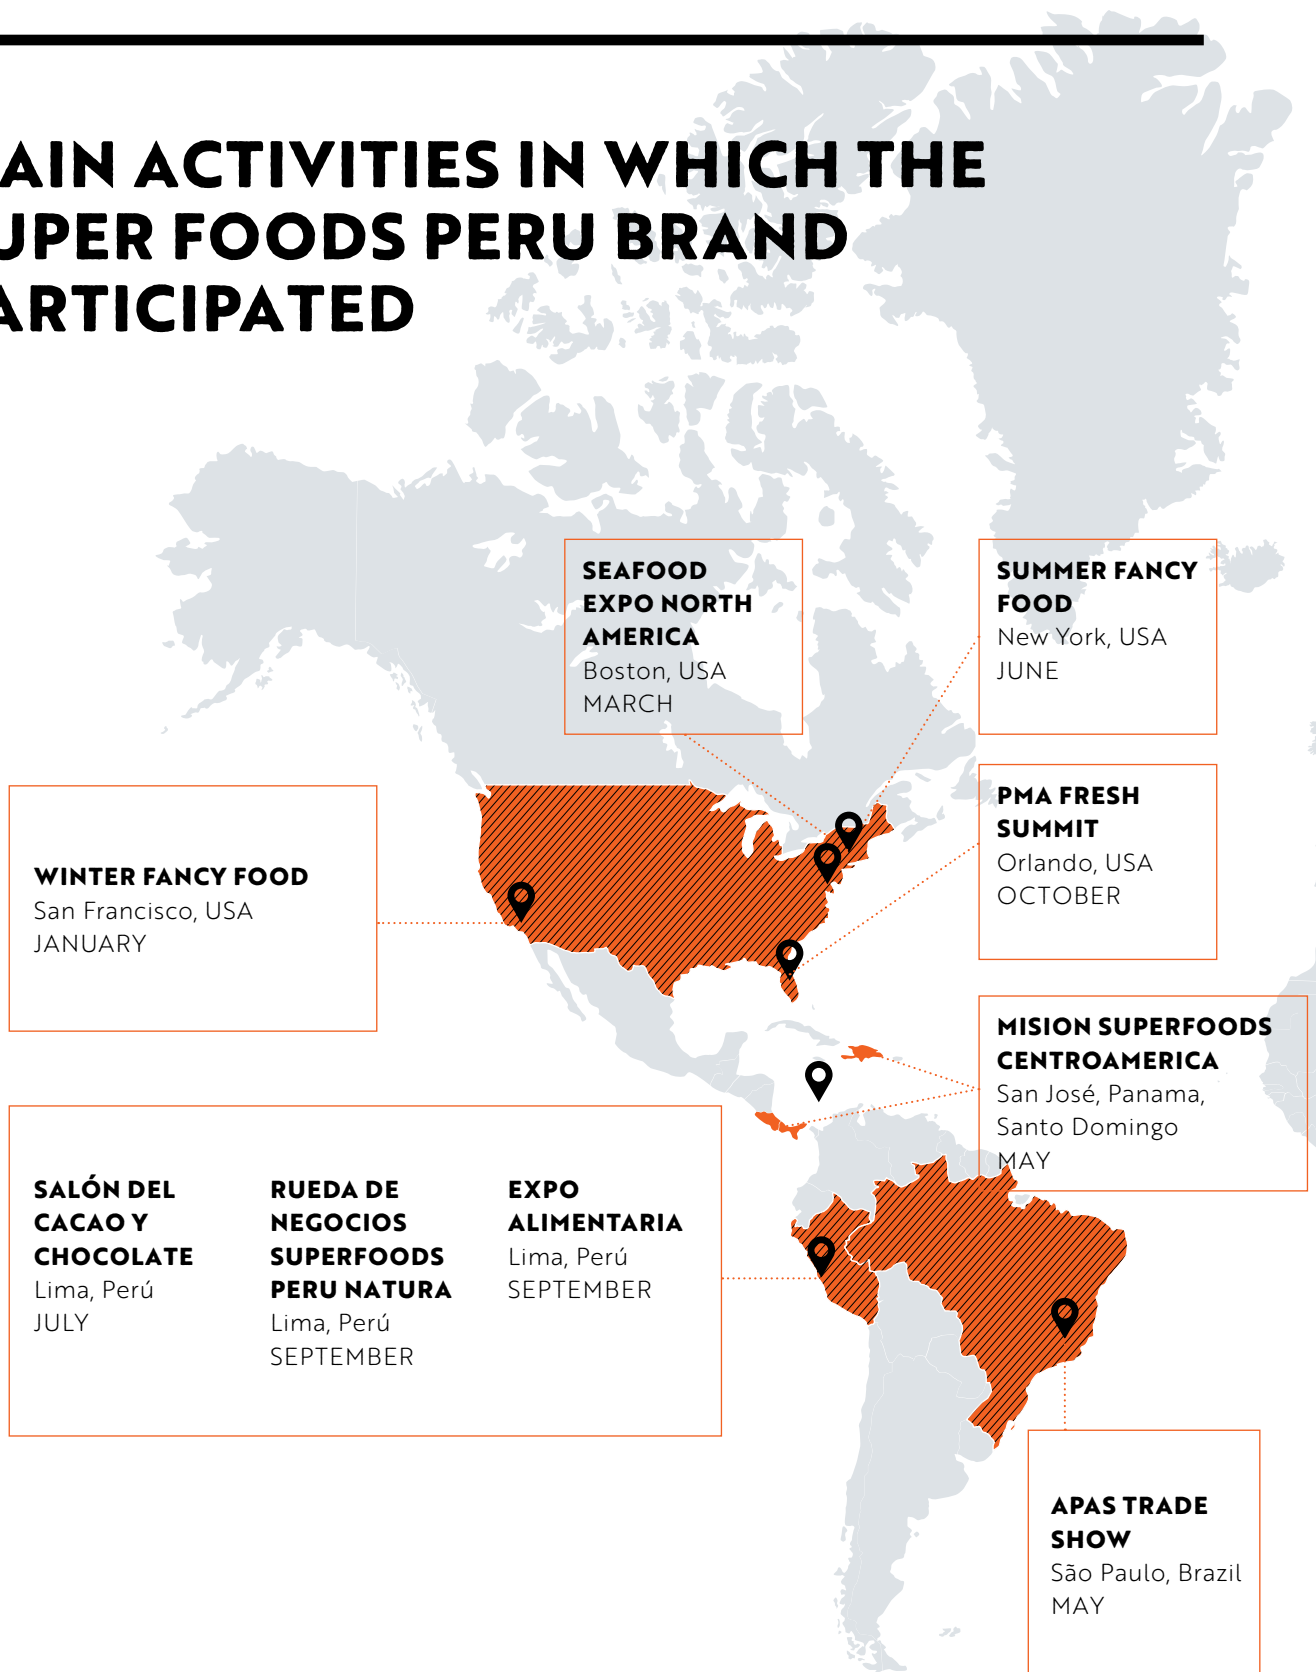 AIN ACTIVITIES IN WHICH THE
UPER FOODS PERU BRAND
ARTICIPATED
SEAFOOD
EXPO NORTH
AMERICA
Boston, USA
MARCH
SUMMER FANCY
FOOD
New York, USA
JUNE
WINTER FANCY FOOD
San Francisco, USA
JANUARY
PMA FRESH
SUMMIT
Orlando, USA
OCTOBER
MISION SUPERFOODS
CENTROAMERICA
San José, Panama,
Santo Domingo
MAY
SALÓN DEL
CACAO Y
CHOCOLATE
Lima, Perú
JULY
RUEDA DE
NEGOCIOS
SUPERFOODS
PERU NATURA
Lima, Perú
SEPTEMBER
EXPO
ALIMENTARIA
Lima, Perú
SEPTEMBER
APAS TRADE
SHOW
São Paulo, Brazil
MAY